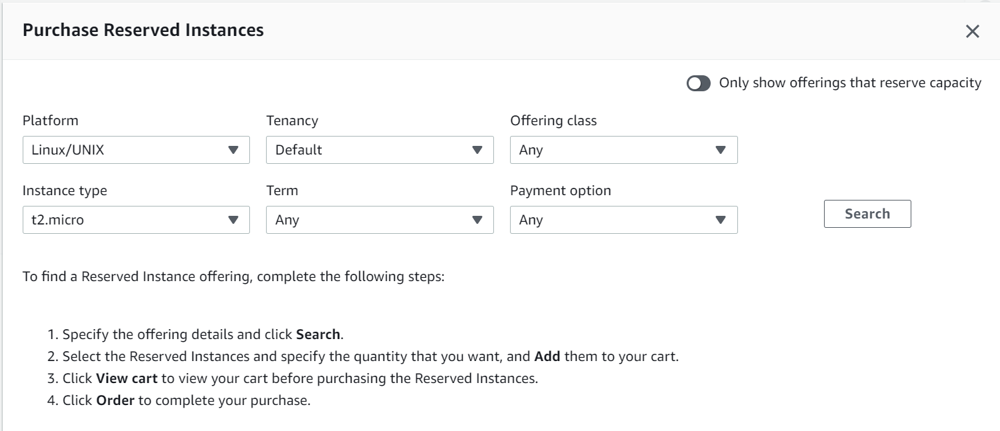 Purchase Reserved Instances
Only show offerings that reserve capacity
Platform
Tenancy
Offering class
Linux/UNIX
Default
Any
Instance type
Term
Payment option
t2.micro
Any
Any
Search
To find a Reserved Instance offering, complete the following steps:
1. Specify the offering details and click Search.
2. Select the Reserved Instances and specify the quantity that you want, and Add them to your cart.
3. Click View cart to view your cart before purchasing the Reserved Instances.
4. Click Order to complete your purchase.